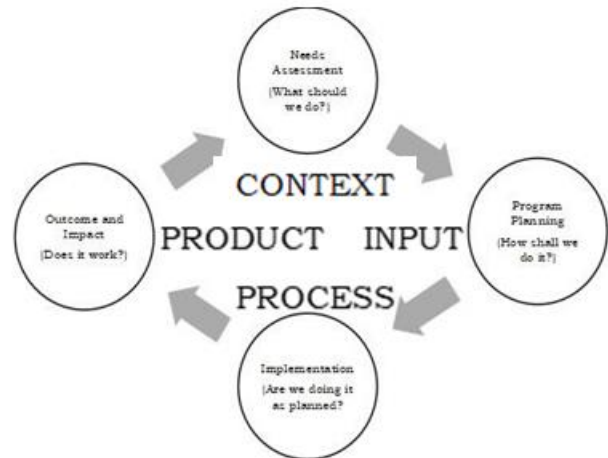 Needs
Assessment
(What should
we do?)
CONTEXT
Outcome and
Impact
(Does it work?)
PRODUCT
INPUT
Program
Planning
(How shall we
do it?)
PROCESS
Implementation
(Are we doing it
as planned?